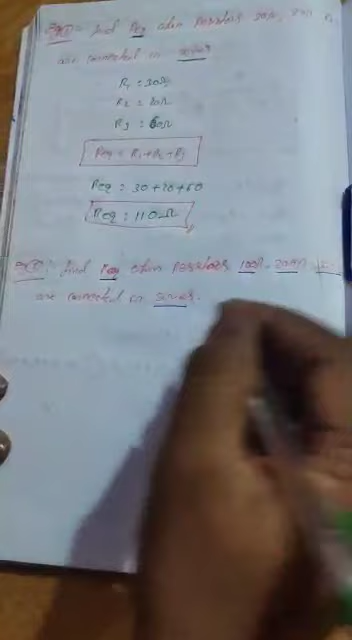 find Req when resistors 30Ω, 20Ω
are connected in series
R₁ = 30Ω
R₂ = 20Ω
R₃ = 60Ω
Req = R₁+R₂+R₃
Req = 30+20+60
Req = 110Ω
find Req when resistors 10Ω, 20Ω
are connected in series.